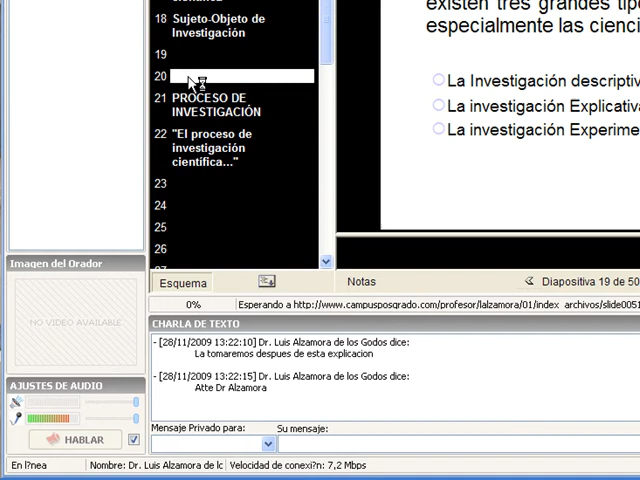 18 Sujeto-Objeto de
Investigación
19
20
21 PROCESO DE
INVESTIGACIÓN
22 "El proceso de
investigación
científica..."
23
24
25
26
existen tres grandes
especialmente las
La Investigación
La investigación
La investigación
Imagen del Orador
NO VIDEO AVAILABLE
AJUSTES DE AUDIO
HABLAR
Esquema
Notas
Diapositiva 19 de 50
0%
Esperando a http://www.campusposgrado.com/profesor/lalzamora/01/index_archivos/slide0051
CHARLA DE TEXTO
- [28/11/2009 13:22:10] Dr. Luis Alzamora de los Godos dice:
La tomaremos despues de esta explicacion
- [28/11/2009 13:22:15] Dr. Luis Alzamora de los Godos dice:
Atte Dr Alzamora
Mensaje Privado para:
Su mensaje:
En l?nea
Nombre: Dr. Luis Alzamora de lc
Velocidad de conexi?n: 7,2 Mbps